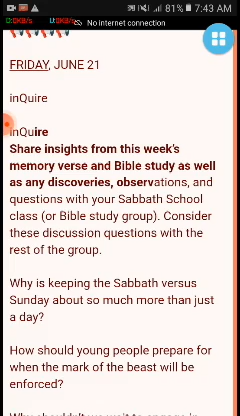 D:0KB/s U:0KB/s No internet connection 81% 7:43 AM
FRIDAY, JUNE 21
inQuire
inQuire
Share insights from this week's
memory verse and Bible study as well
as any discoveries, observations, and
questions with your Sabbath School
class (or Bible study group). Consider
these discussion questions with the
rest of the group.
Why is keeping the Sabbath versus
Sunday about so much more than just
a day?
How should young people prepare for
when the mark of the beast will be
enforced?